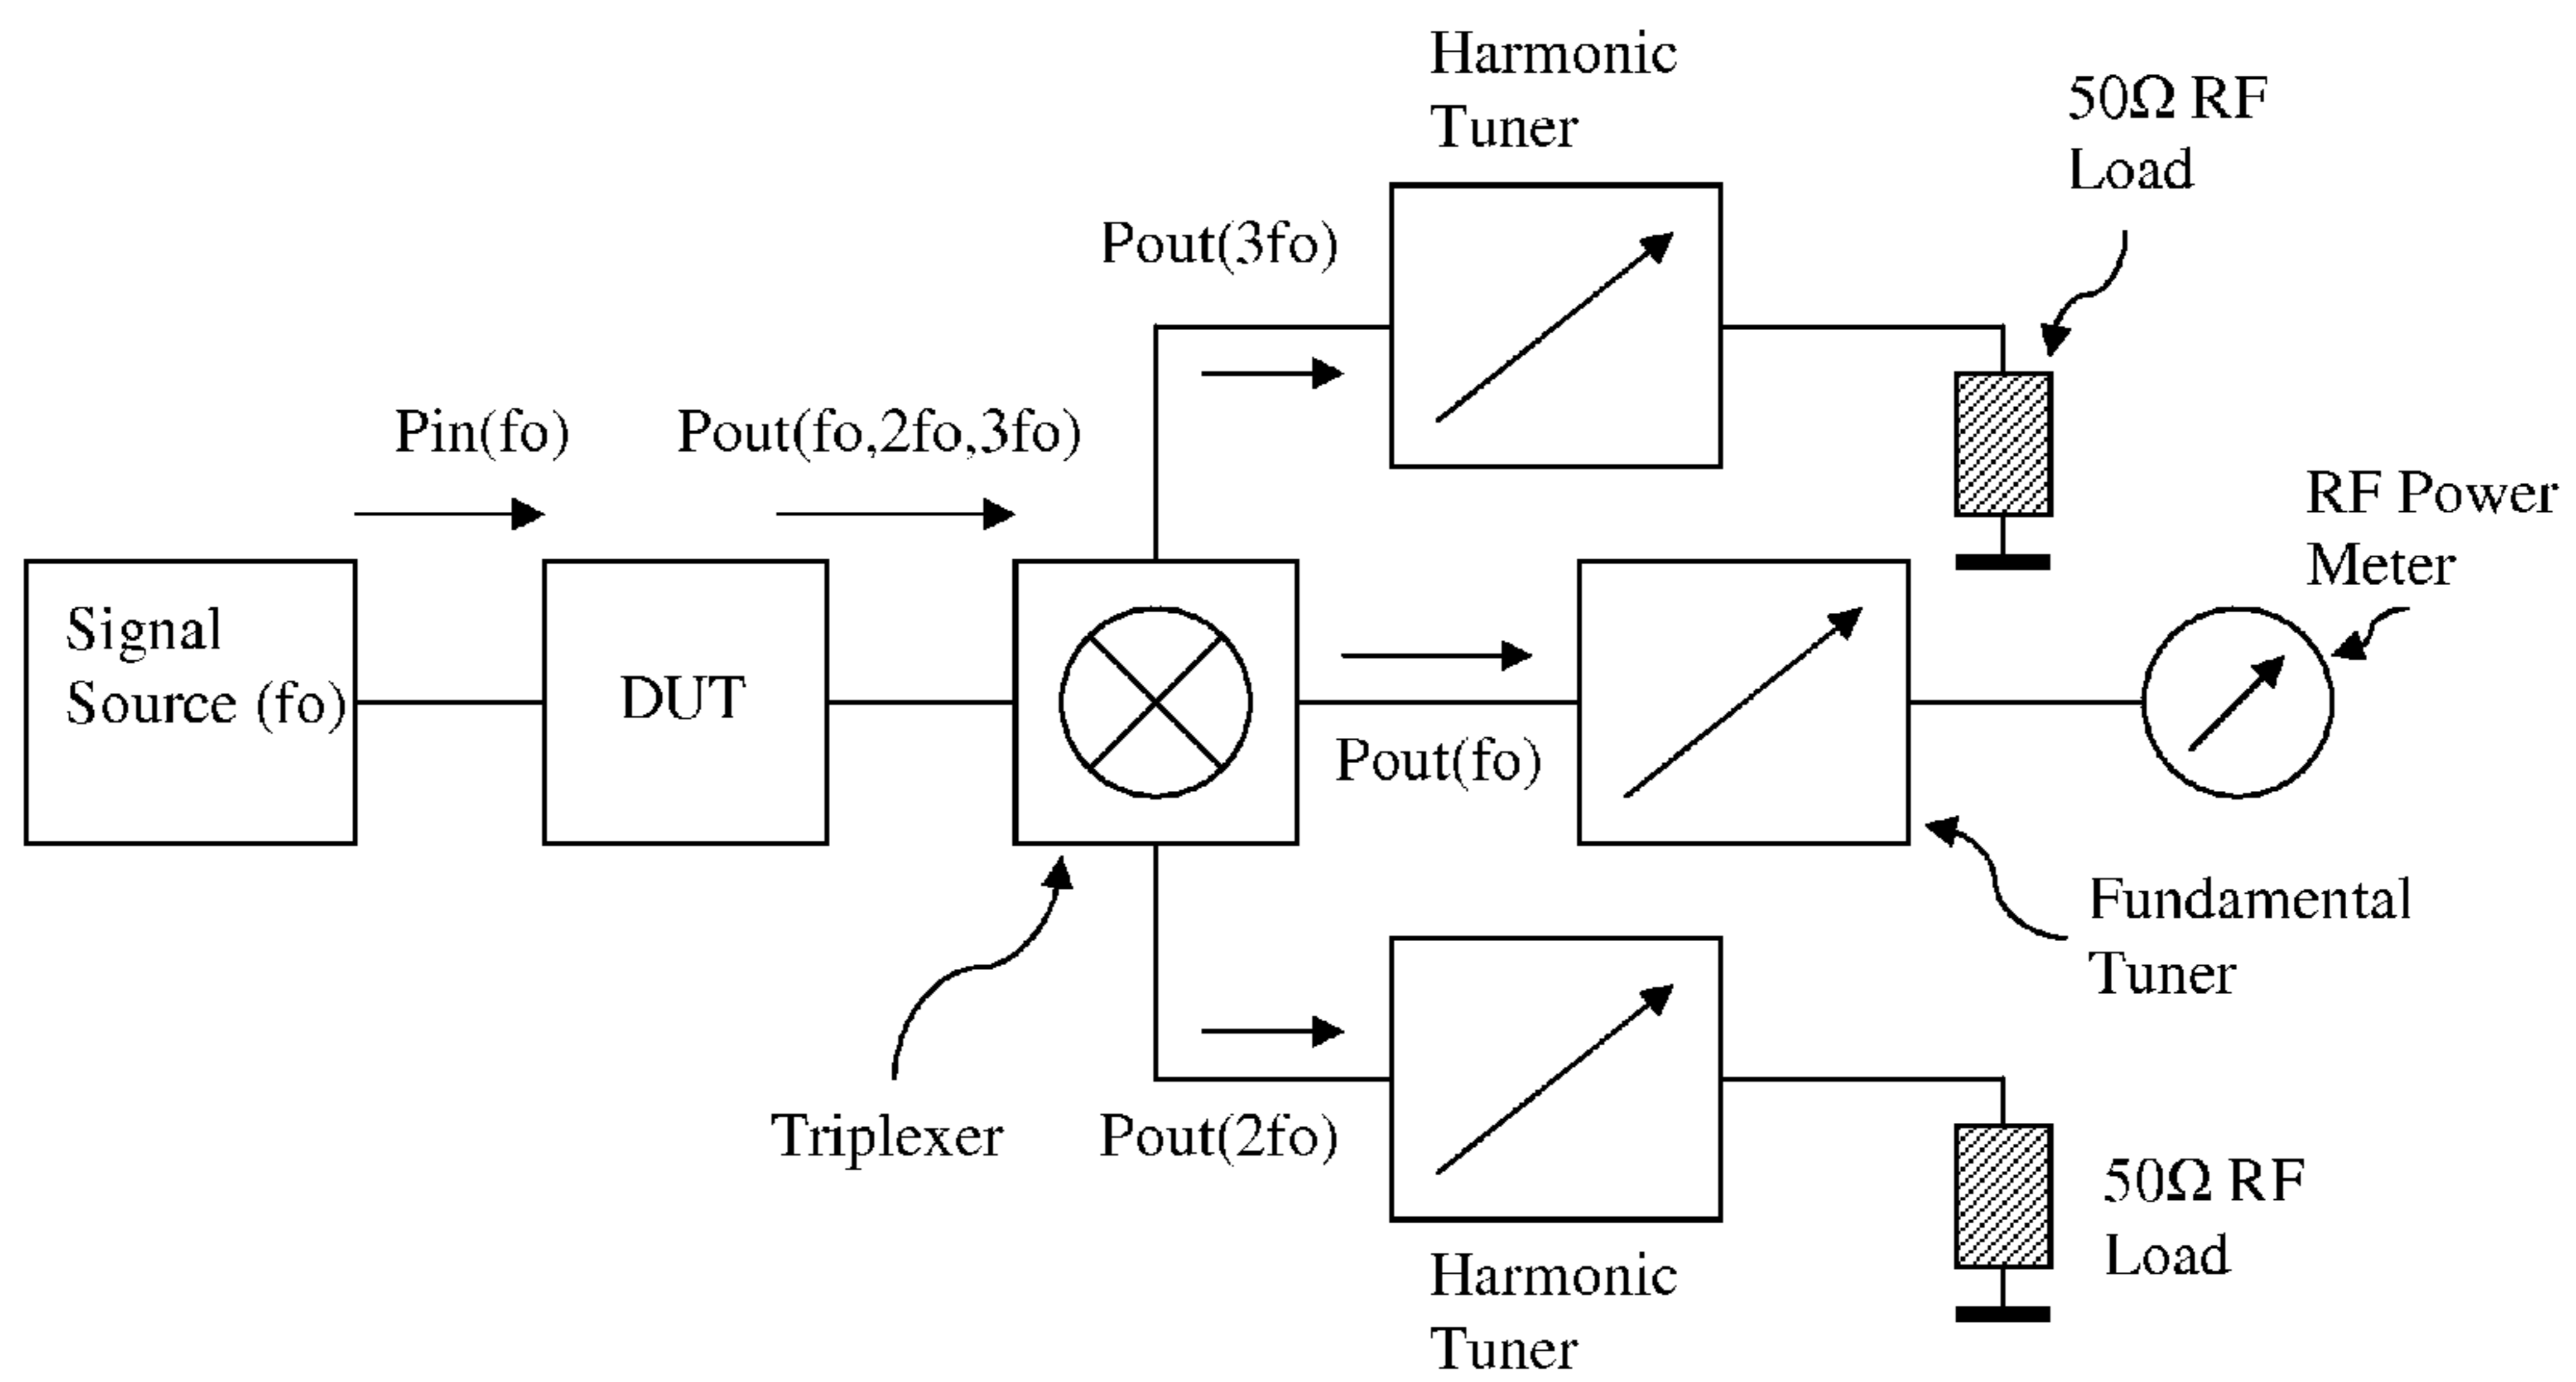 Harmonic
Tuner
50Ω RF
Load
Pout(3fo)
Pin(fo)
Pout(fo,2fo,3fo)
RF Power
Meter
Signal
Source (fo)
DUT
Pout(fo)
Fundamental
Tuner
Triplexer
Pout(2fo)
50Ω RF
Load
Harmonic
Tuner